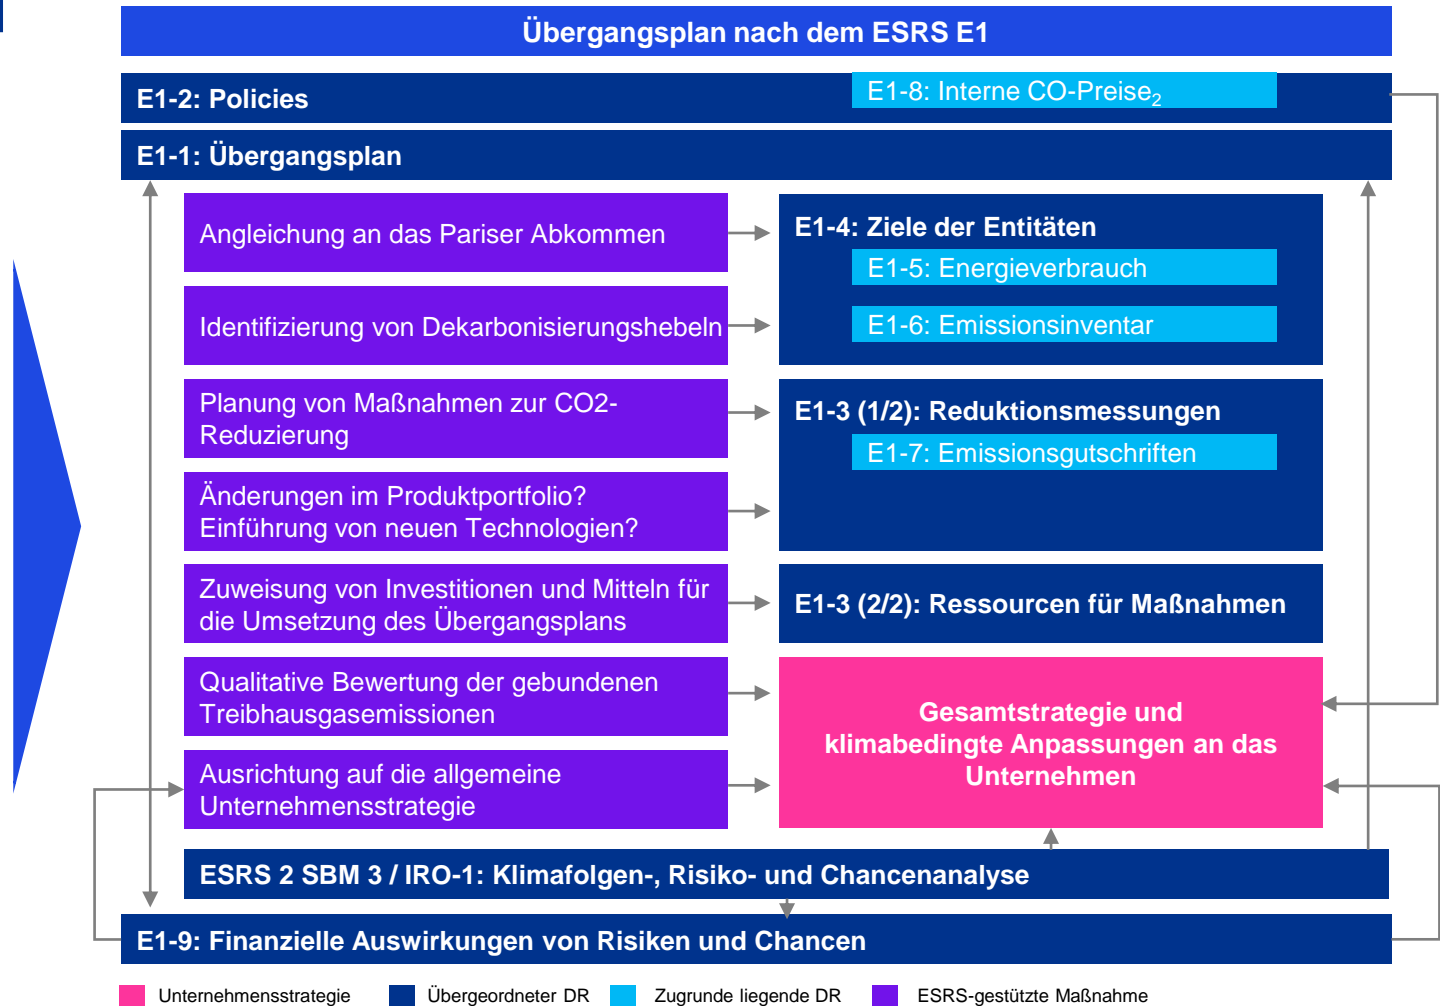 Übergangsplan nach dem ESRS E1
E1-2: Policies
E1-8: Interne CO-Preise₂
E1-1: Übergangsplan
Angleichung an das Pariser Abkommen
E1-4: Ziele der Entitäten
E1-5: Energieverbrauch
Identifizierung von Dekarbonisierungshebeln
E1-6: Emissionsinventar
Planung von Maßnahmen zur CO2-
Reduzierung
E1-3 (1/2): Reduktionsmessungen
E1-7: Emissionsgutschriften
Änderungen im Produktportfolio?
Einführung von neuen Technologien?
Zuweisung von Investitionen und Mitteln für
die Umsetzung des Übergangsplans
E1-3 (2/2): Ressourcen für Maßnahmen
Qualitative Bewertung der gebundenen
Treibhausgasemissionen
Gesamtstrategie und
klimabedingte Anpassungen an das
Unternehmen
Ausrichtung auf die allgemeine
Unternehmensstrategie
ESRS 2 SBM 3 / IRO-1: Klimafolgen-, Risiko- und Chancenanalyse
E1-9: Finanzielle Auswirkungen von Risiken und Chancen
Unternehmensstrategie
Übergeordneter DR
Zugrunde liegende DR
ESRS-gestützte Maßnahme